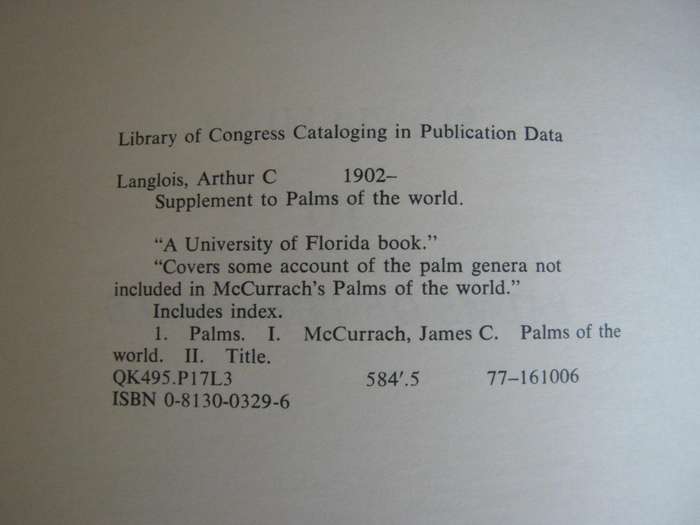 Library of Congress Cataloging in Publication Data
Langlois, Arthur C 1902–
Supplement to Palms of the world.
“A University of Florida book.”
“Covers some account of the palm genera not
included in McCurrach’s Palms of the world.”
Includes index.
1. Palms. I. McCurrach, James C. Palms of the
world. II. Title.
QK495.P17L3 584′.5 77–161006
ISBN 0-8130-0329-6